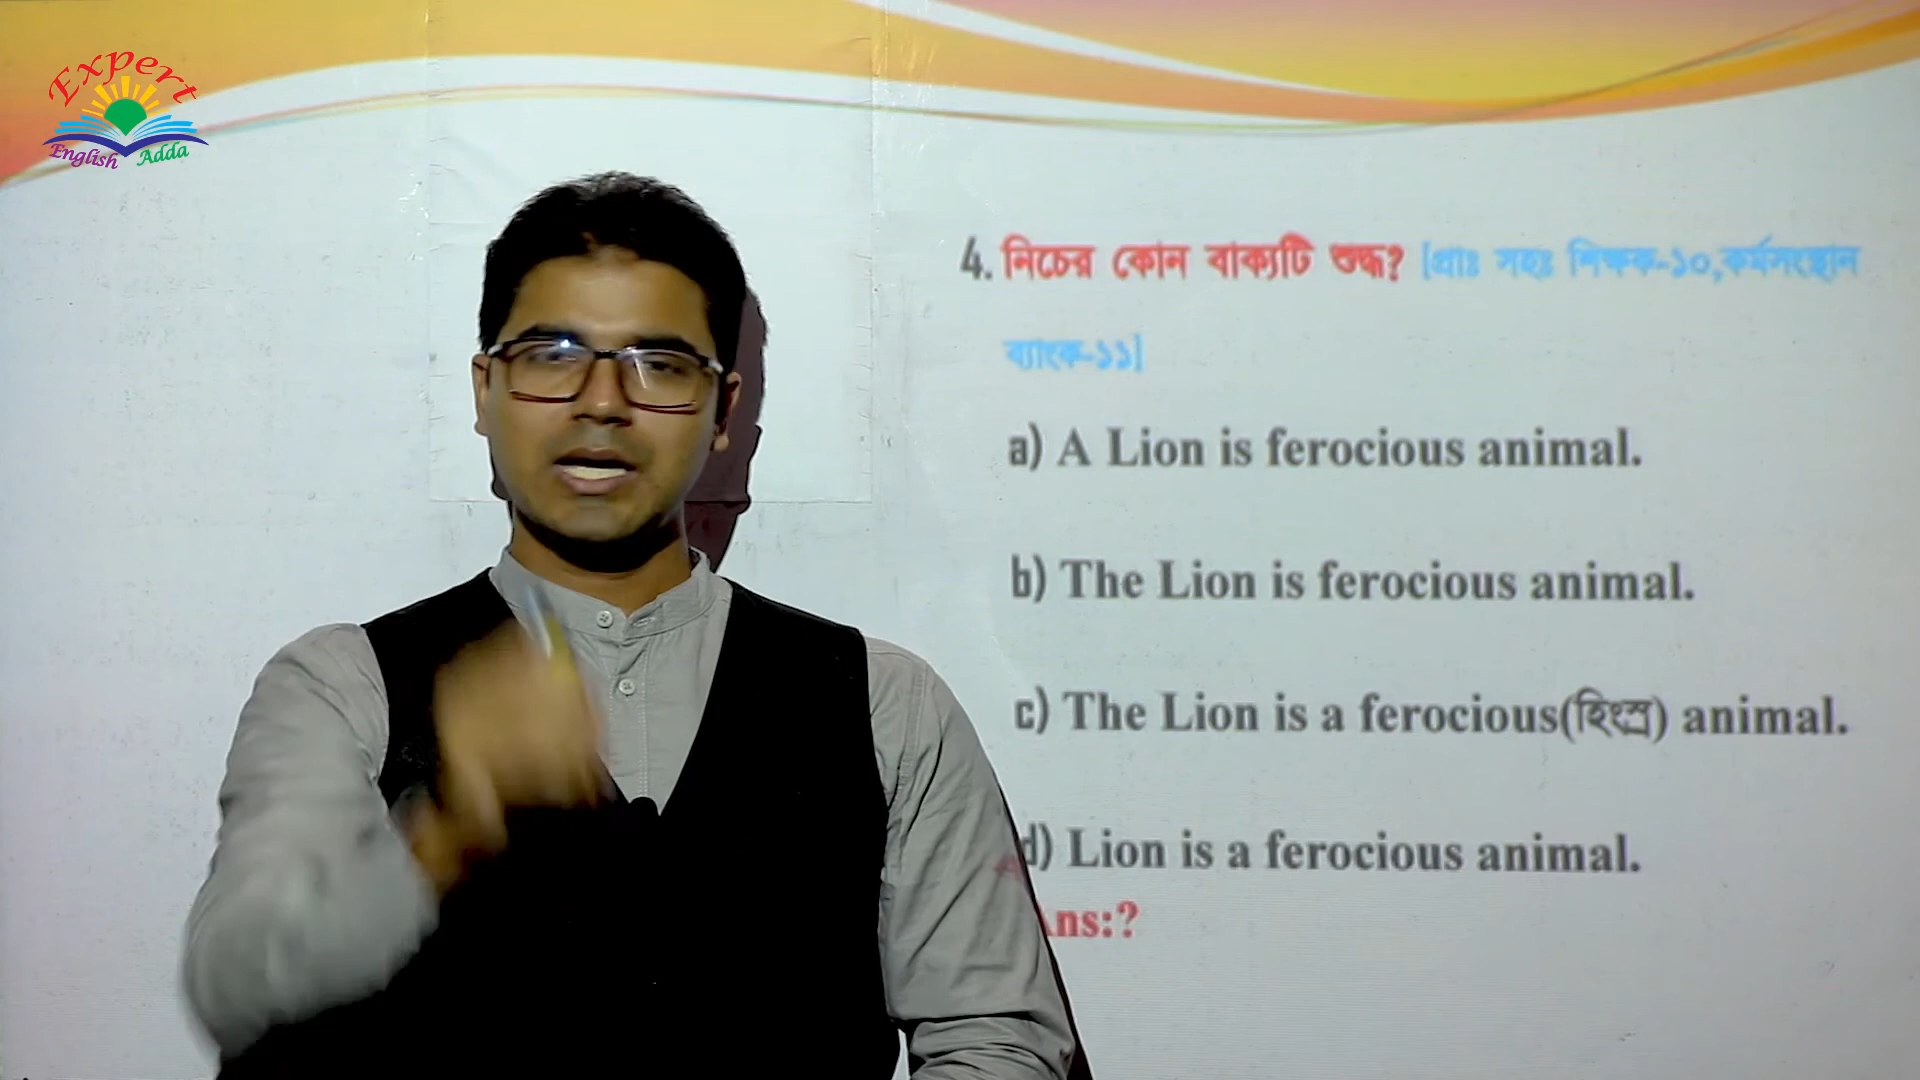 Expert
English Adda
4. নিচের কোন বাক্যটি শুদ্ধ? [প্রাঃ সহঃ শিক্ষক-১০,কর্মসংস্থান
ব্যাংক-১১]
a) A Lion is ferocious animal.
b) The Lion is ferocious animal.
c) The Lion is a ferocious(হিংস্র) animal.
d) Lion is a ferocious animal.
Ans:?